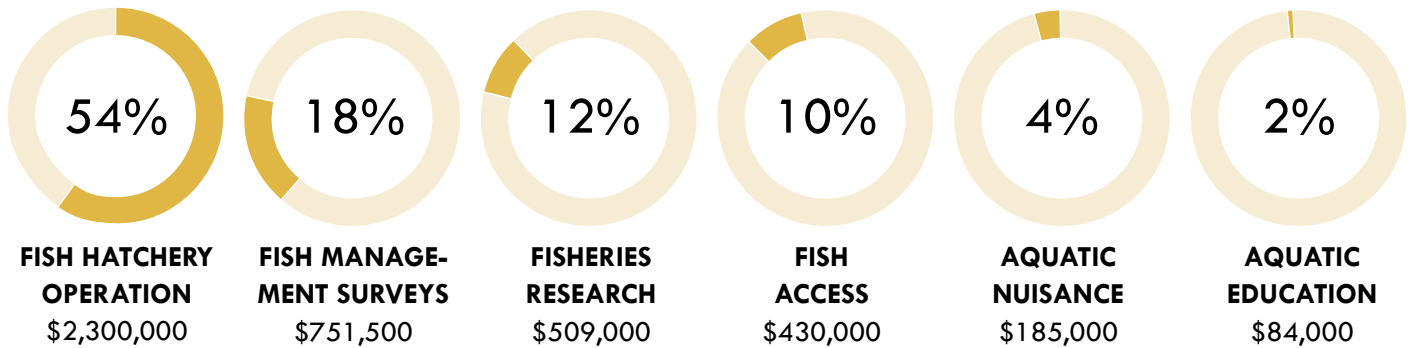 54%
FISH HATCHERY
OPERATION
$2,300,000
18%
FISH MANAGE-
MENT SURVEYS
$751,500
12%
FISHERIES
RESEARCH
$509,000
10%
FISH
ACCESS
$430,000
4%
AQUATIC
NUISANCE
$185,000
2%
AQUATIC
EDUCATION
$84,000